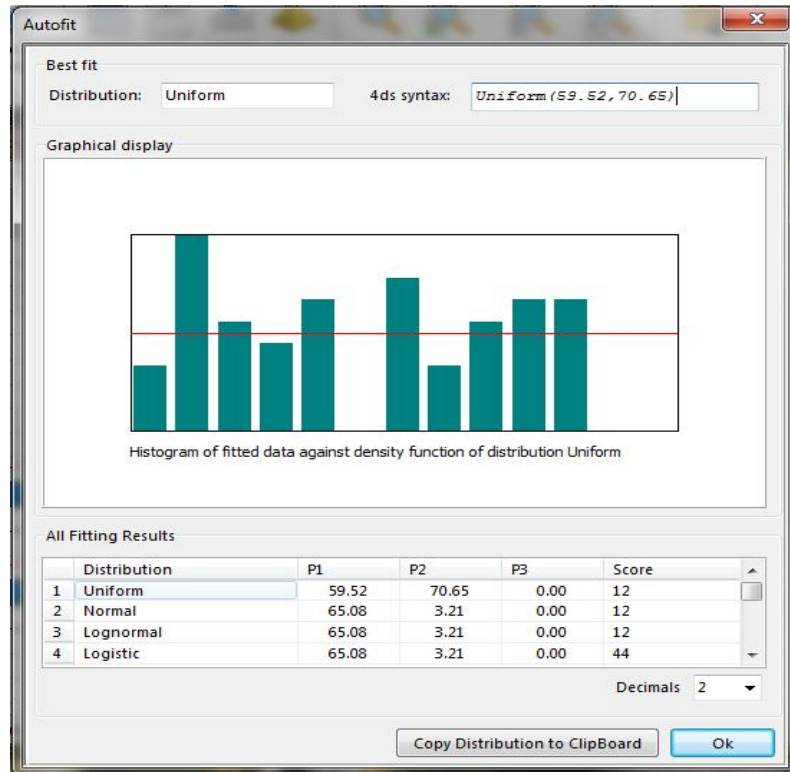 Autofit
Best fit
Distribution: Uniform 4ds syntax: Uniform(59.52,70.65)
Graphical display
Histogram of fitted data against density function of distribution Uniform
All Fitting Results
Distribution P1 P2 P3 Score
1 Uniform 59.52 70.65 0.00 12
2 Normal 65.08 3.21 0.00 12
3 Lognormal 65.08 3.21 0.00 12
4 Logistic 65.08 3.21 0.00 44
Decimals 2
Copy Distribution to ClipBoard Ok